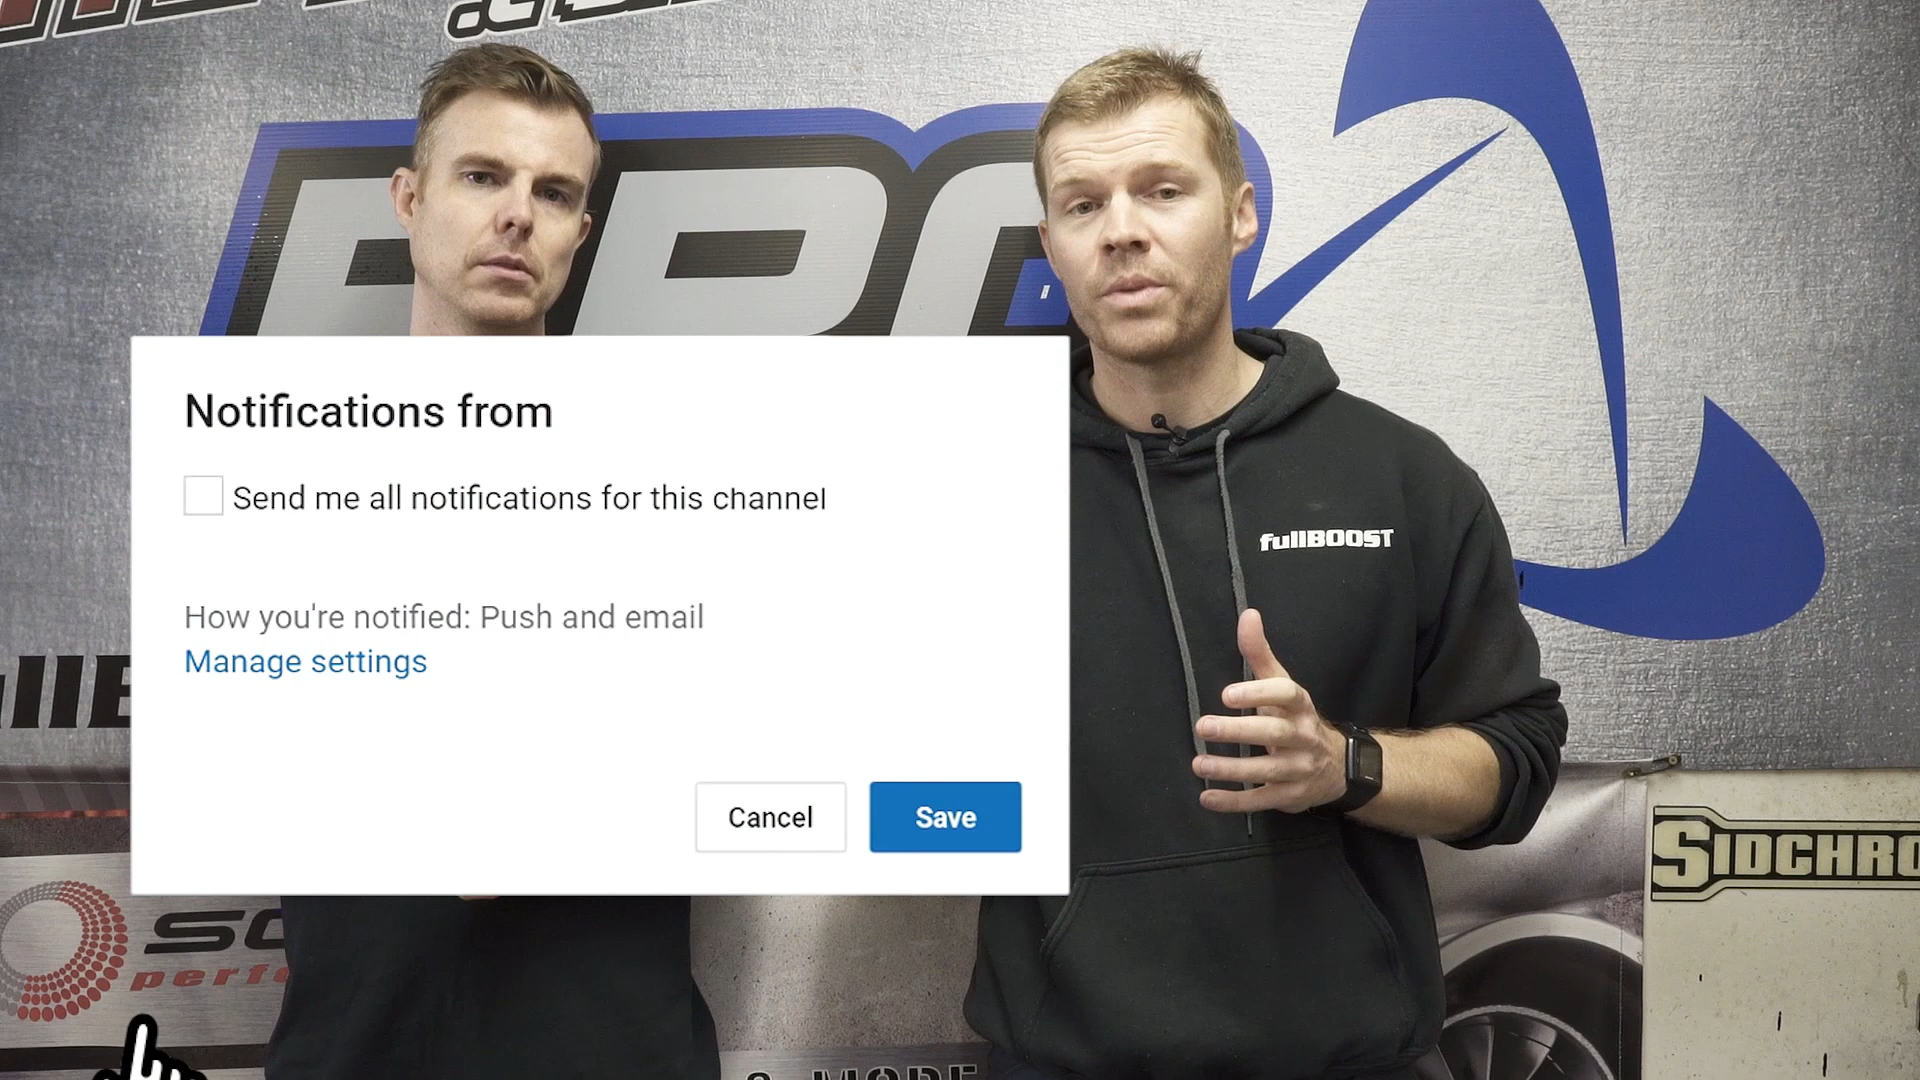 Notifications from
Send me all notifications for this channel
How you're notified: Push and email
Manage settings
Cancel
Save
fullBOOST
SIDCHRO
perf